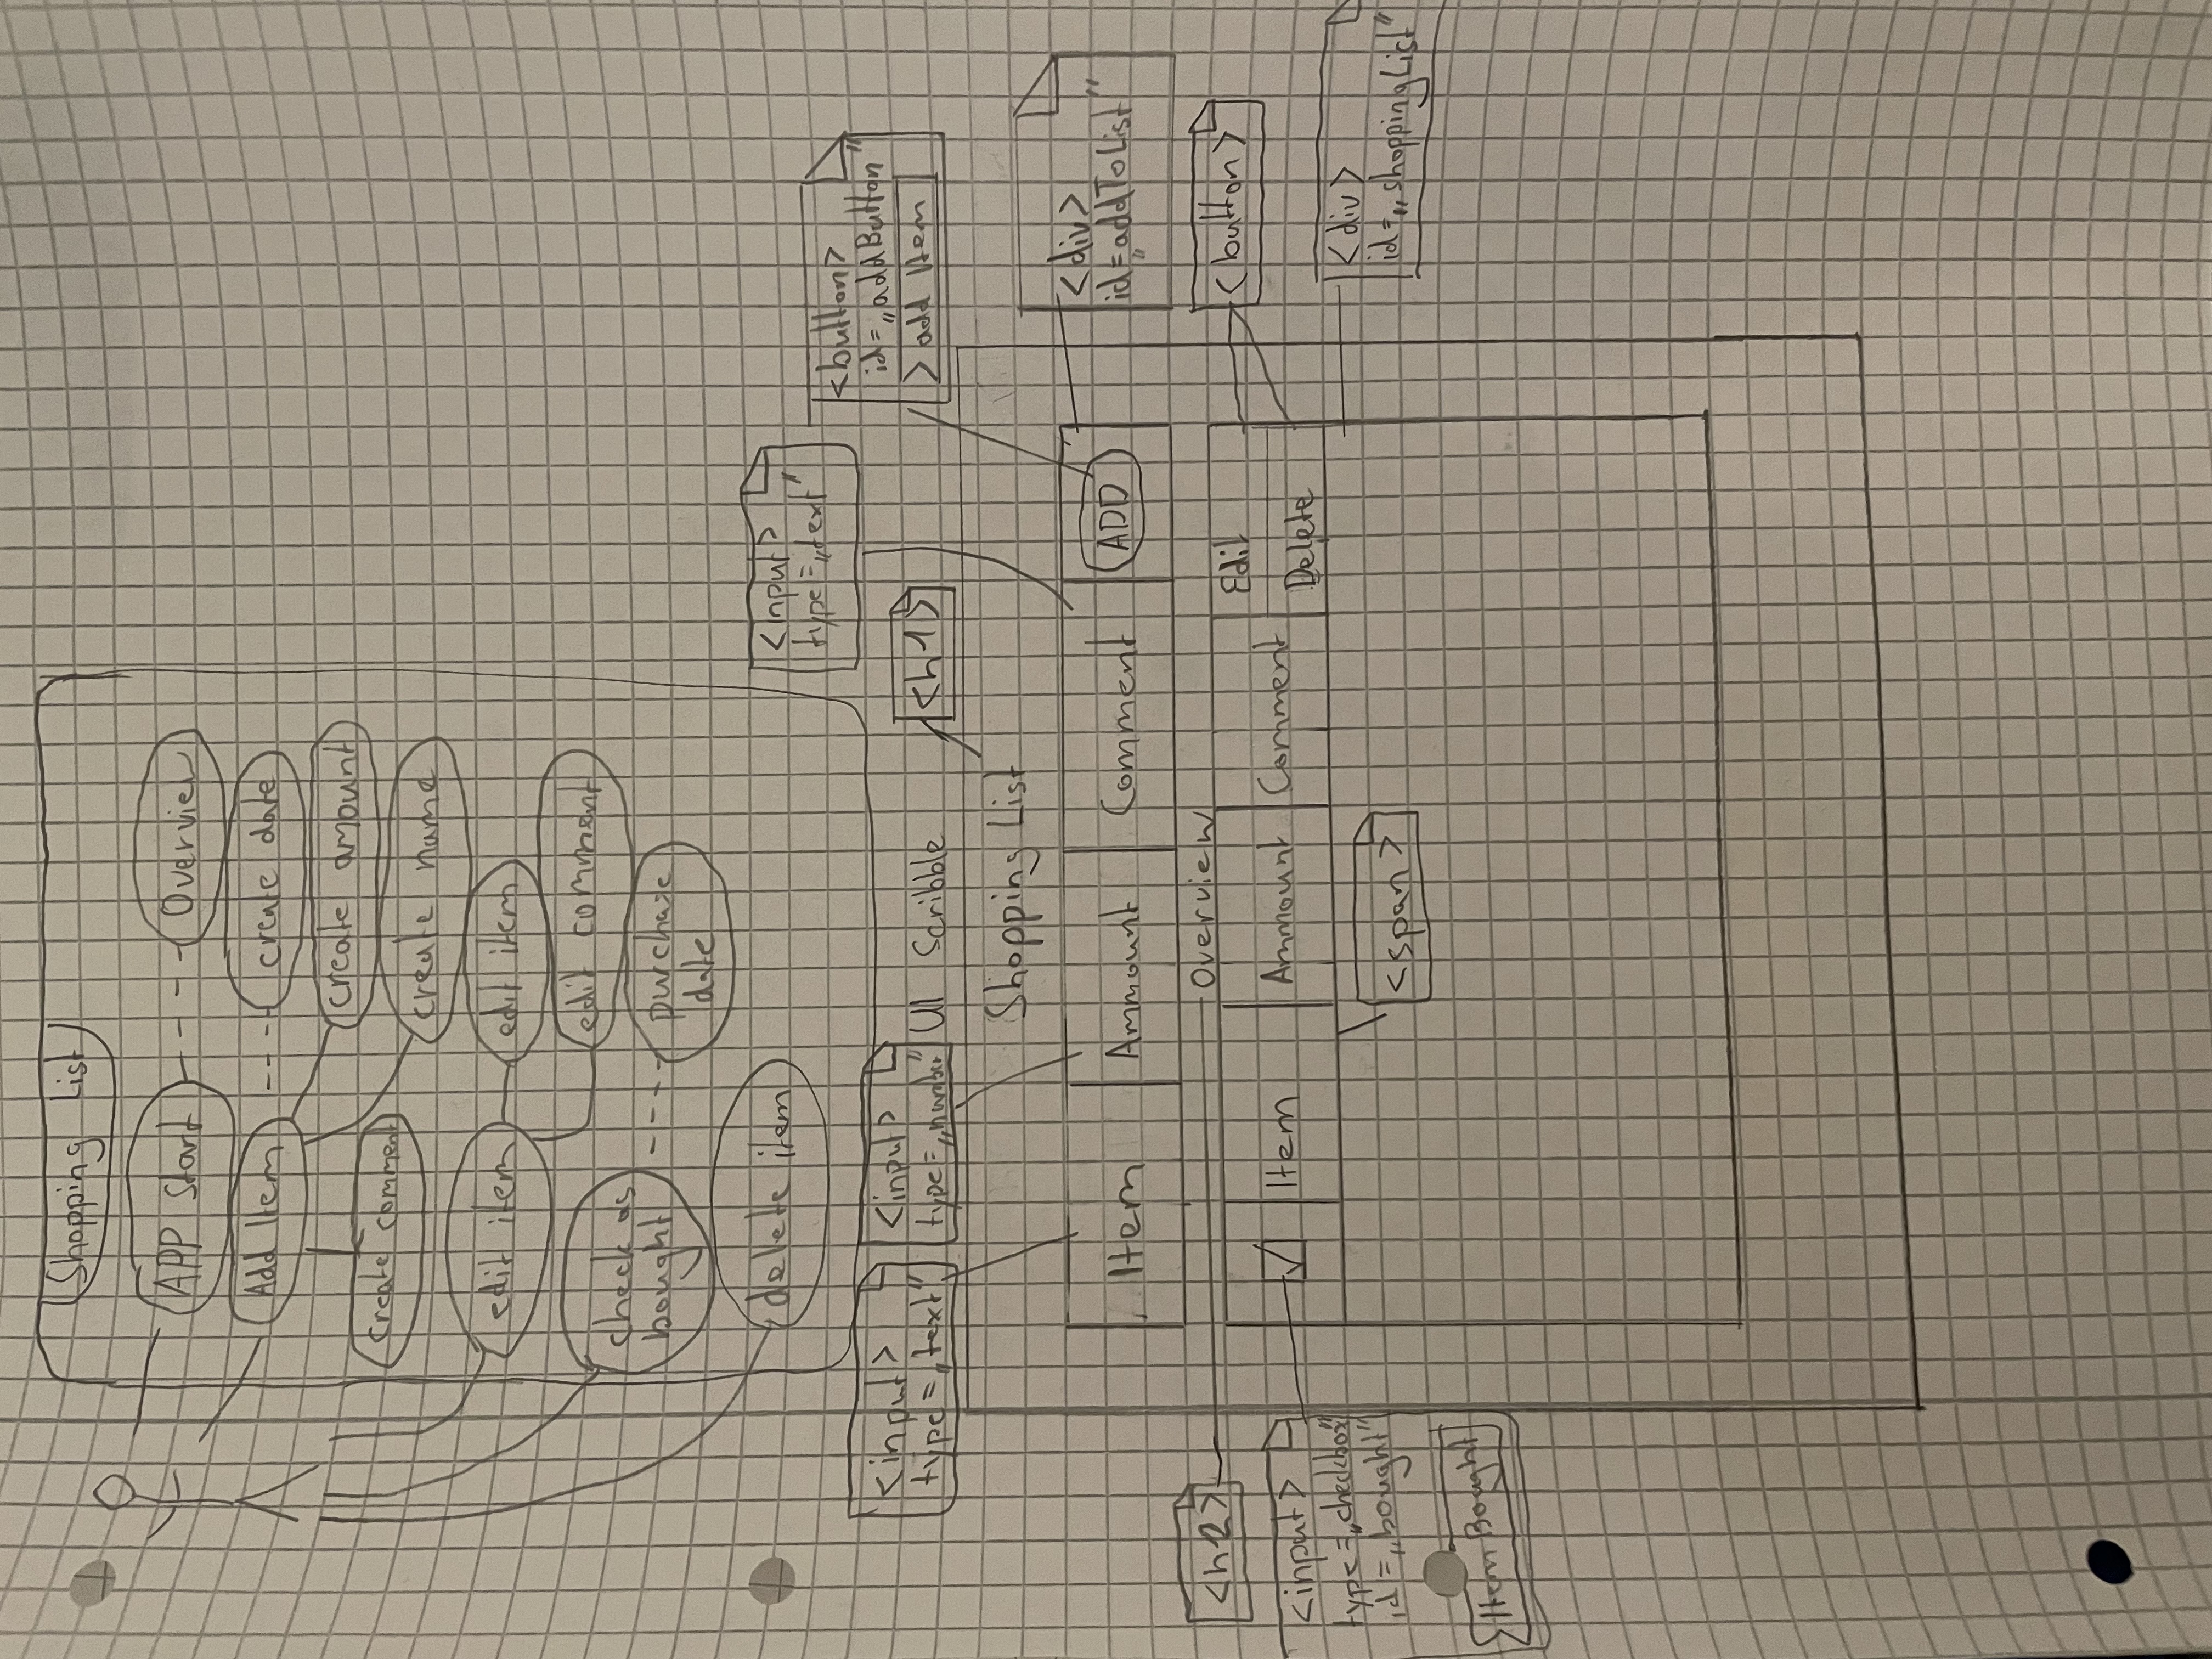 Shopping List
APP start
Overview
Add Item
create date
create amount
create comment
create name
edit item
edit item
edit comment
check as
bought
purchase
date
delete item
<input>
type="text"
<button>
id=„addButton"
> add Item
<input>
type=„text"
<input>
type=„number"
UI Scribble
<h1>
Shopping List
<div>
id=„addToList"
Item
Ammount
Comment
ADD
<h2>
Overview
<button>
Edit
Item
Ammount
Comment
Delete
<input>
type=„checkbox"
id=„bought"
ItemBought
<span>
<div>
id=„shoppingList"